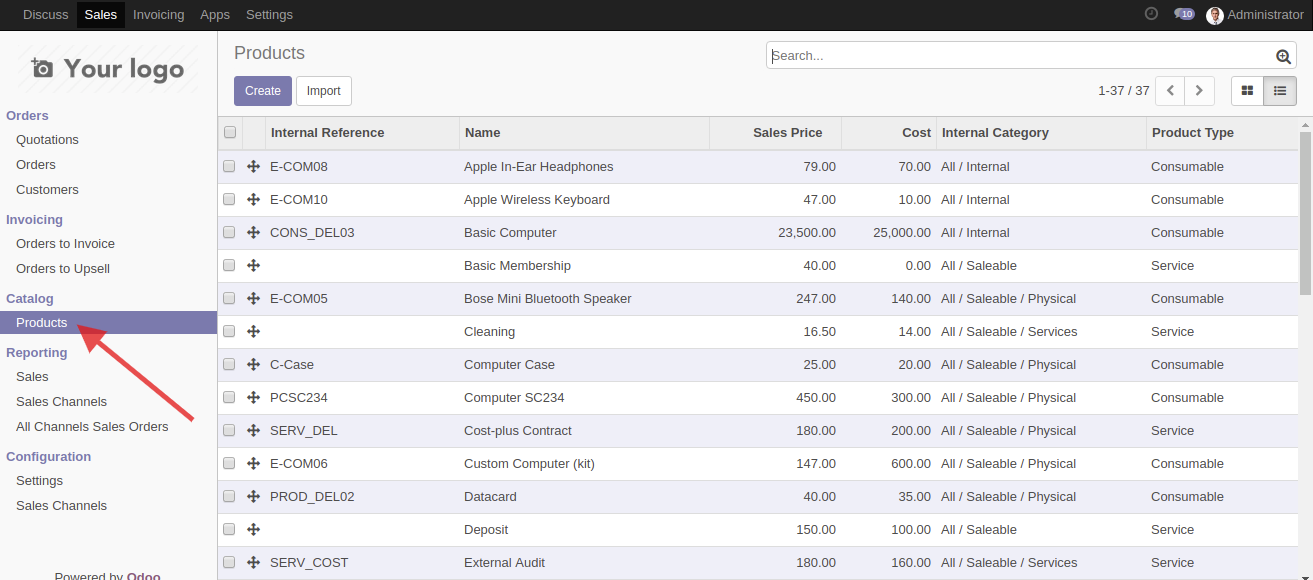 Discuss Sales Invoicing Apps Settings 10 Administrator
Your logo
Orders
Quotations
Orders
Customers
Invoicing
Orders to Invoice
Orders to Upsell
Catalog
Products
Reporting
Sales
Sales Channels
All Channels Sales Orders
Configuration
Settings
Sales Channels
Powered by Odoo
Products
Search...
Create Import
1-37 / 37
Internal Reference Name Sales Price Cost Internal Category Product Type
E-COM08 Apple In-Ear Headphones 79.00 70.00 All / Internal Consumable
E-COM10 Apple Wireless Keyboard 47.00 10.00 All / Internal Consumable
CONS_DEL03 Basic Computer 23,500.00 25,000.00 All / Internal Consumable
Basic Membership 40.00 0.00 All / Saleable Service
E-COM05 Bose Mini Bluetooth Speaker 247.00 140.00 All / Saleable / Physical Consumable
Cleaning 16.50 14.00 All / Saleable / Services Service
C-Case Computer Case 25.00 20.00 All / Saleable / Physical Consumable
PCSC234 Computer SC234 450.00 300.00 All / Saleable / Physical Consumable
SERV_DEL Cost-plus Contract 180.00 200.00 All / Saleable / Physical Service
E-COM06 Custom Computer (kit) 147.00 600.00 All / Saleable / Physical Consumable
PROD_DEL02 Datacard 40.00 35.00 All / Saleable / Physical Consumable
Deposit 150.00 100.00 All / Saleable Service
SERV_COST External Audit 180.00 160.00 All / Saleable / Services Service